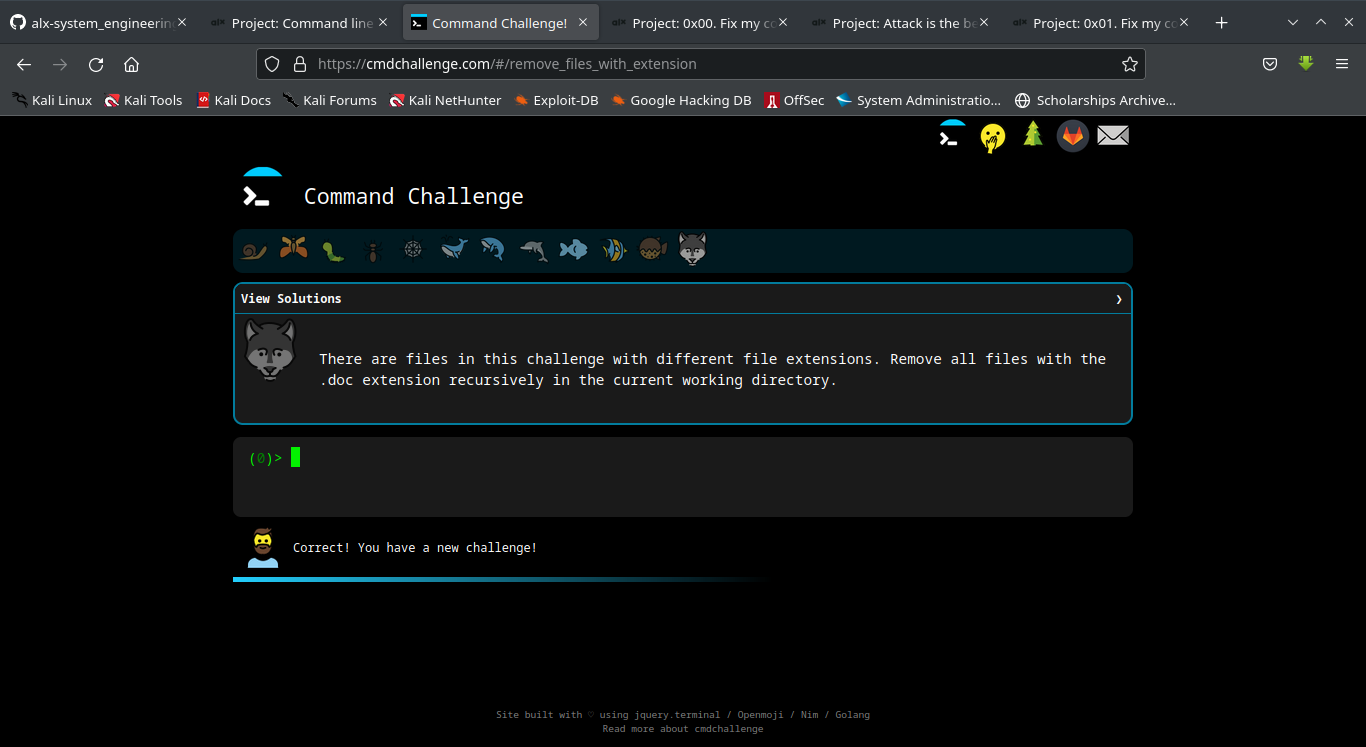 alx-system_engineerin
Project: Command line
Command Challenge!
Project: 0x00. Fix my co
Project: Attack is the be
Project: 0x01. Fix my co
https://cmdchallenge.com/#/remove_files_with_extension
Kali Linux
Kali Tools
Kali Docs
Kali Forums
Kali NetHunter
Exploit-DB
Google Hacking DB
OffSec
System Administratio...
Scholarships Archive...
Command Challenge
View Solutions
There are files in this challenge with different file extensions. Remove all files with the
.doc extension recursively in the current working directory.
(0)>
Correct! You have a new challenge!
Site built with ♡ using jquery.terminal / Openmoji / Nim / Golang
Read more about cmdchallenge